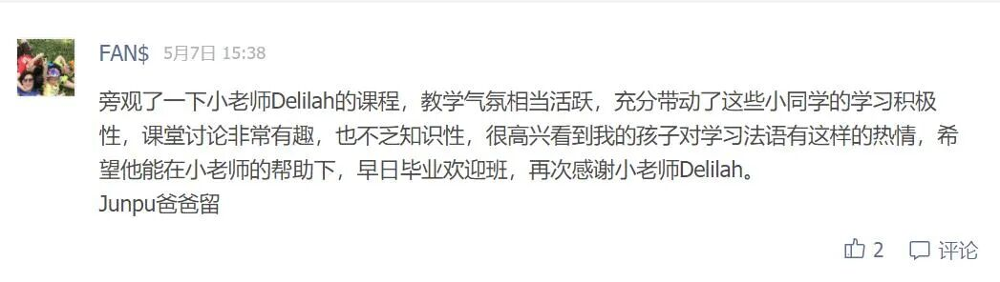 FAN$ 5月7日 15:38
旁观了一下小老师Delilah的课程，教学气氛相当活跃，充分带动了这些小同学的学习积极
性，课堂讨论非常有趣，也不乏知识性，很高兴看到我的孩子对学习法语有这样的热情，希
望他能在小老师的帮助下，早日毕业欢迎班，再次感谢小老师Delilah。
Junpu爸爸留
2 评论